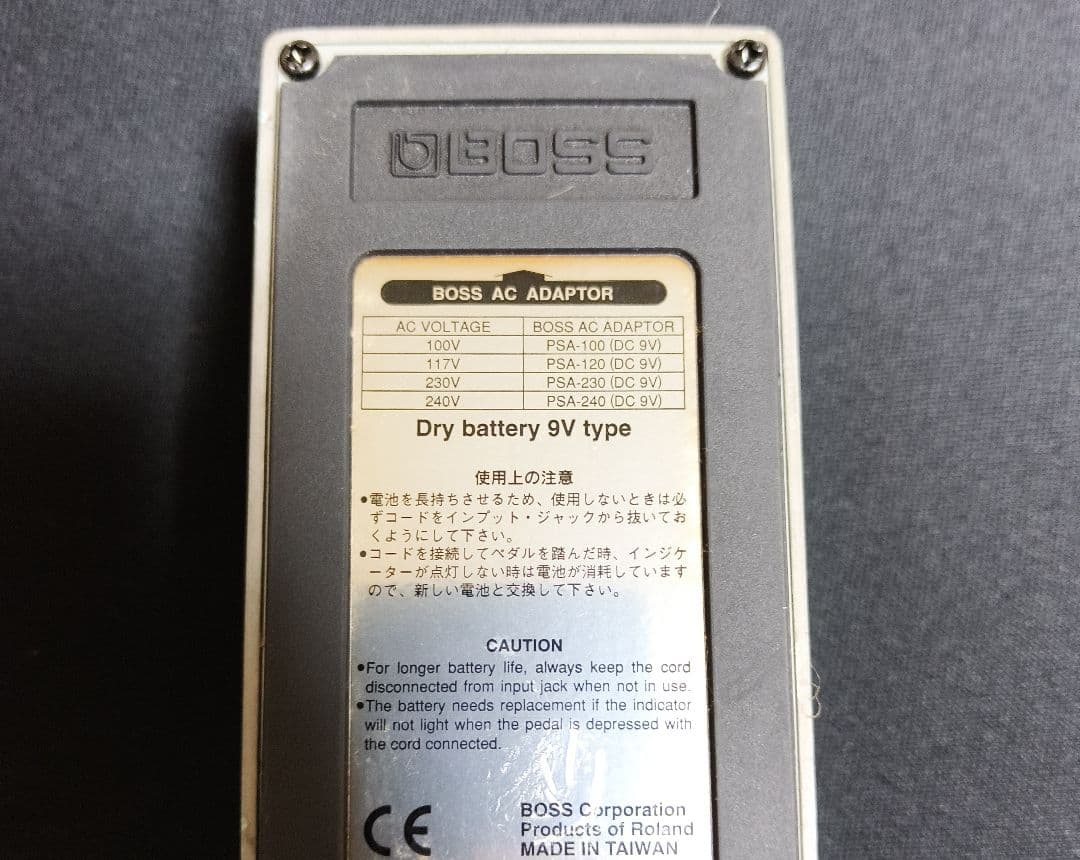 BOSS
BOSS AC ADAPTOR
AC VOLTAGE BOSS AC ADAPTOR
100V PSA-100 (DC 9V)
117V PSA-120 (DC 9V)
230V PSA-230 (DC 9V)
240V PSA-240 (DC 9V)
Dry battery 9V type
使用上の注意
●電池を長持ちさせるため、使用しないときは必
ずコードをインプット・ジャックから抜いてお
くようにして下さい。
●コードを接続してペダルを踏んだ時、インジケ
ーターが点灯しない時は電池が消耗しています
ので、新しい電池と交換して下さい。
CAUTION
●For longer battery life, always keep the cord
disconnected from input jack when not in use.
●The battery needs replacement if the indicator
will not light when the pedal is depressed with
the cord connected.
CE
BOSS Corporation
Products of Roland
MADE IN TAIWAN